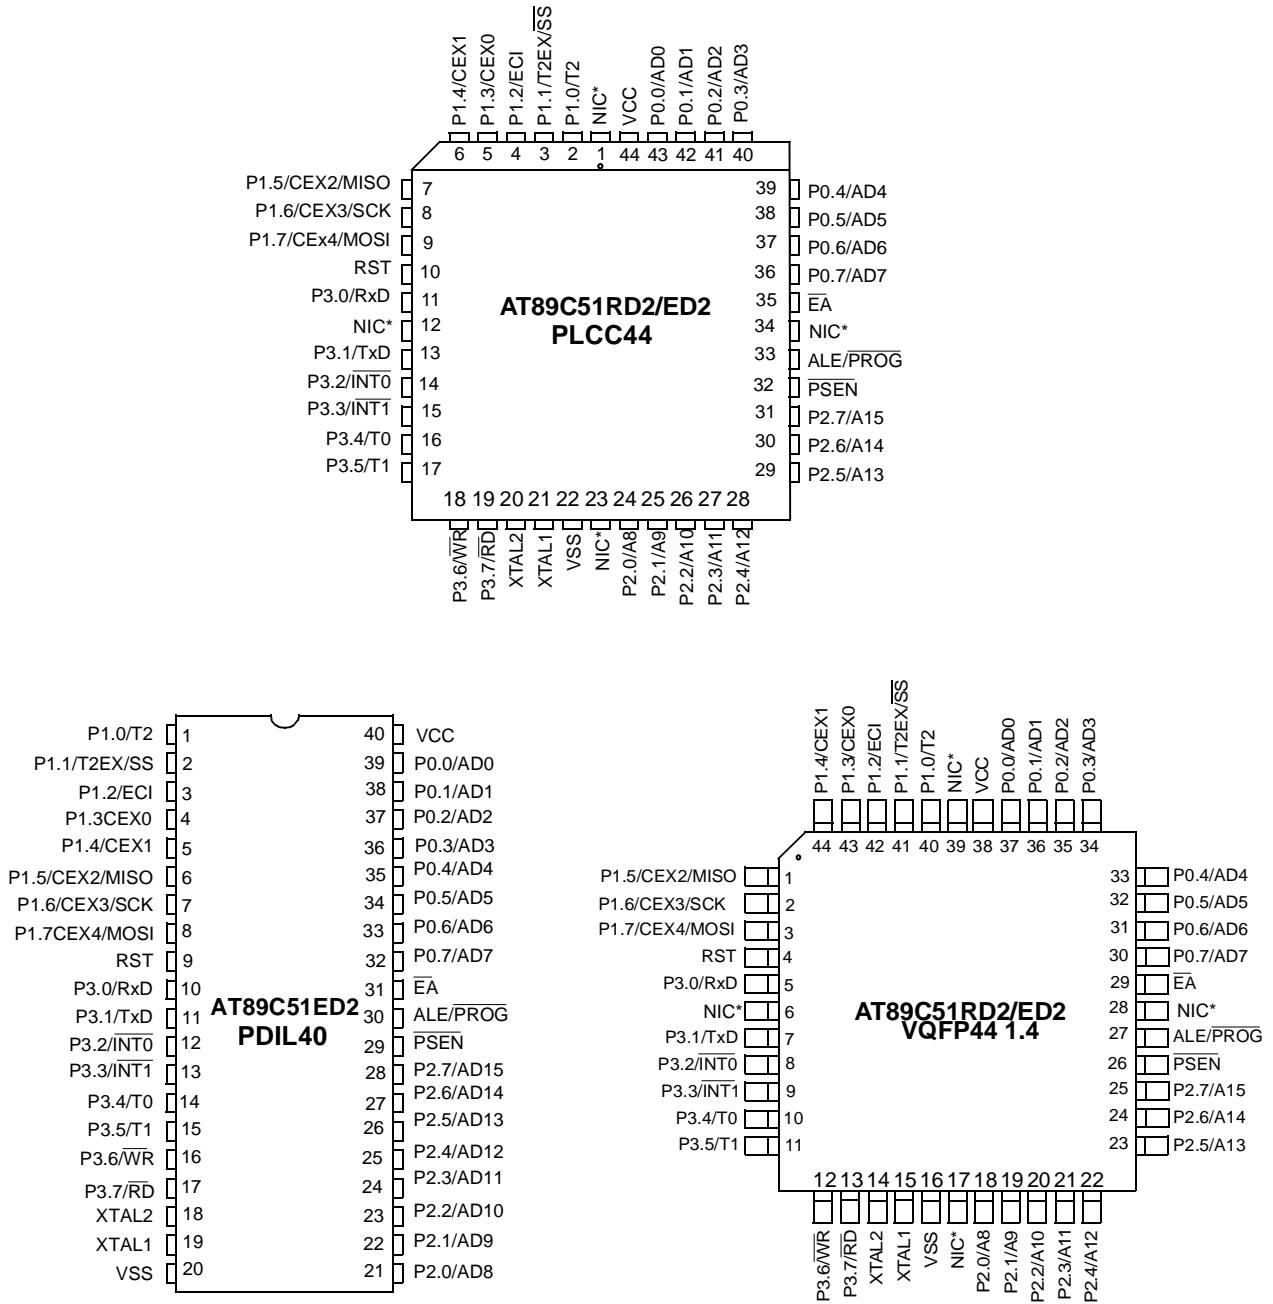 P1.4/CEX1
P1.3/CEX0
P1.2/ECI
P1.1/T2EX/S̅S̅
P1.0/T2
NIC*
VCC
P0.0/AD0
P0.1/AD1
P0.2/AD2
P0.3/AD3
6 5 4 3 2 1 44 43 42 41 40
P1.5/CEX2/MISO 7
P1.6/CEX3/SCK 8
P1.7/CEx4/MOSI 9
RST 10
P3.0/RxD 11
NIC* 12
P3.1/TxD 13
P3.2/I̅N̅T̅0̅ 14
P3.3/I̅N̅T̅1̅ 15
P3.4/T0 16
P3.5/T1 17
AT89C51RD2/ED2
PLCC44
39 P0.4/AD4
38 P0.5/AD5
37 P0.6/AD6
36 P0.7/AD7
35 E̅A̅
34 NIC*
33 ALE/P̅R̅O̅G̅
32 P̅S̅E̅N̅
31 P2.7/A15
30 P2.6/A14
29 P2.5/A13
18 19 20 21 22 23 24 25 26 27 28
P3.6/W̅R̅
P3.7/R̅D̅
XTAL2
XTAL1
VSS
NIC*
P2.0/A8
P2.1/A9
P2.2/A10
P2.3/A11
P2.4/A12
P1.0/T2 1
P1.1/T2EX/SS 2
P1.2/ECI 3
P1.3CEX0 4
P1.4/CEX1 5
P1.5/CEX2/MISO 6
P1.6/CEX3/SCK 7
P1.7CEX4/MOSI 8
RST 9
P3.0/RxD 10
P3.1/TxD 11
P3.2/I̅N̅T̅0̅ 12
P3.3/I̅N̅T̅1̅ 13
P3.4/T0 14
P3.5/T1 15
P3.6/W̅R̅ 16
P3.7/R̅D̅ 17
XTAL2 18
XTAL1 19
VSS 20
AT89C51ED2
PDIL40
40 VCC
39 P0.0/AD0
38 P0.1/AD1
37 P0.2/AD2
36 P0.3/AD3
35 P0.4/AD4
34 P0.5/AD5
33 P0.6/AD6
32 P0.7/AD7
31 E̅A̅
30 ALE/P̅R̅O̅G̅
29 P̅S̅E̅N̅
28 P2.7/AD15
27 P2.6/AD14
26 P2.5/AD13
25 P2.4/AD12
24 P2.3/AD11
23 P2.2/AD10
22 P2.1/AD9
21 P2.0/AD8
P1.4/CEX1
P1.3/CEX0
P1.2/ECI
P1.1/T2EX/S̅S̅
P1.0/T2
NIC*
VCC
P0.0/AD0
P0.1/AD1
P0.2/AD2
P0.3/AD3
44 43 42 41 40 39 38 37 36 35 34
P1.5/CEX2/MISO 1
P1.6/CEX3/SCK 2
P1.7/CEX4/MOSI 3
RST 4
P3.0/RxD 5
NIC* 6
P3.1/TxD 7
P3.2/I̅N̅T̅0̅ 8
P3.3/I̅N̅T̅1̅ 9
P3.4/T0 10
P3.5/T1 11
AT89C51RD2/ED2
VQFP44 1.4
33 P0.4/AD4
32 P0.5/AD5
31 P0.6/AD6
30 P0.7/AD7
29 E̅A̅
28 NIC*
27 ALE/P̅R̅O̅G̅
26 P̅S̅E̅N̅
25 P2.7/A15
24 P2.6/A14
23 P2.5/A13
12 13 14 15 16 17 18 19 20 21 22
P3.6/W̅R̅
P3.7/R̅D̅
XTAL2
XTAL1
VSS
NIC*
P2.0/A8
P2.1/A9
P2.2/A10
P2.3/A11
P2.4/A12